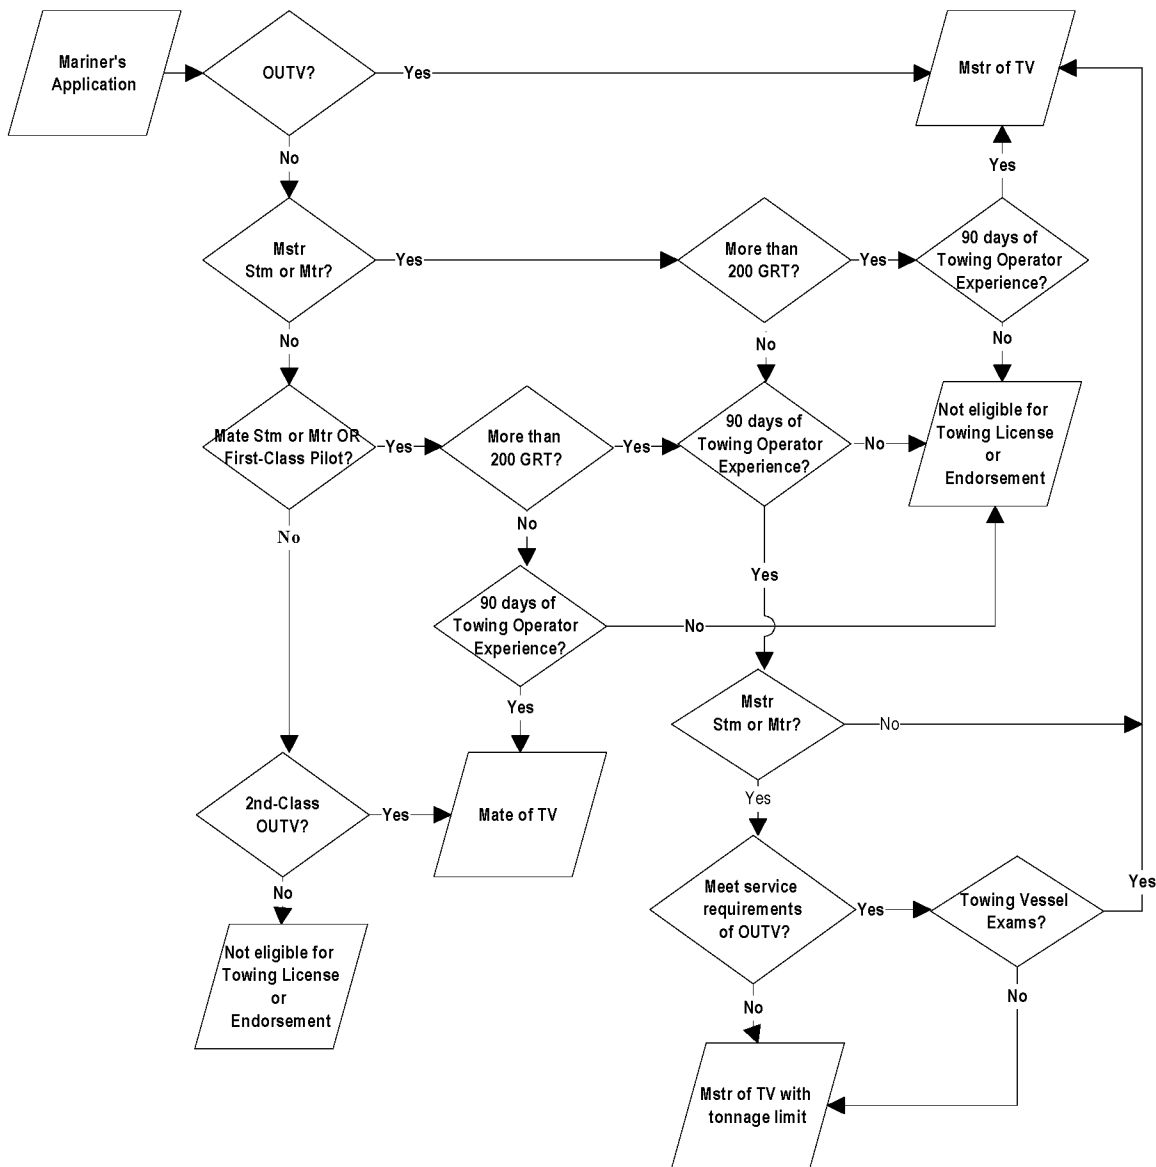 Mariner's
Application
OUTV?
Yes
Mstr of TV
No
Yes
Mstr
Stm or Mtr?
Yes
More than
200 GRT?
Yes
90 days of
Towing Operator
Experience?
No
No
No
Mate Stm or Mtr OR
First-Class Pilot?
Yes
More than
200 GRT?
Yes
90 days of
Towing Operator
Experience?
No
Not eligible for
Towing License
or
Endorsement
No
No
Yes
90 days of
Towing Operator
Experience?
No
Yes
Mstr
Stm or Mtr?
No
Yes
2nd-Class
OUTV?
Yes
Mate of TV
No
Meet service
requirements
of OUTV?
Yes
Towing Vessel
Exams?
Yes
Not eligible for
Towing License
or
Endorsement
No
No
Mstr of TV with
tonnage limit